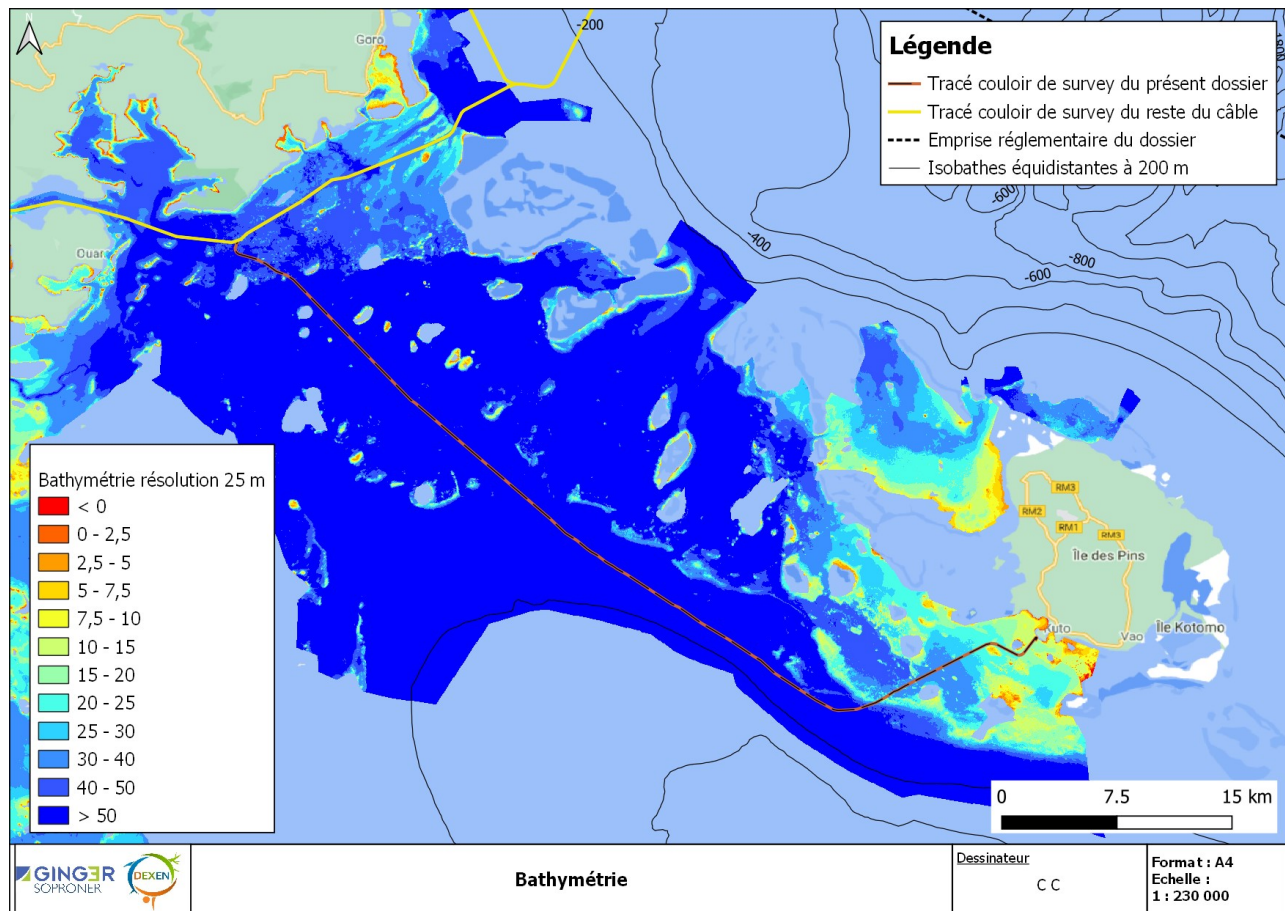 N
Goro
-200
-1800
Légende
Tracé couloir de survey du présent dossier
Tracé couloir de survey du reste du câble
Emprise réglementaire du dossier
Isobathes équidistantes à 200 m
-600
-400
-800
-600
Ouar
Bathymétrie résolution 25 m
< 0
0 - 2,5
2,5 - 5
5 - 7,5
7,5 - 10
10 - 15
15 - 20
20 - 25
25 - 30
30 - 40
40 - 50
> 50
RM3
RM2
RM1
RM3
Île des Pins
Kuto
Vao
Île Kotomo
0 7.5 15 km
GINGER
SOPRONER
DEXEN
Bathymétrie
Dessinateur
C C
Format : A4
Echelle :
1 : 230 000